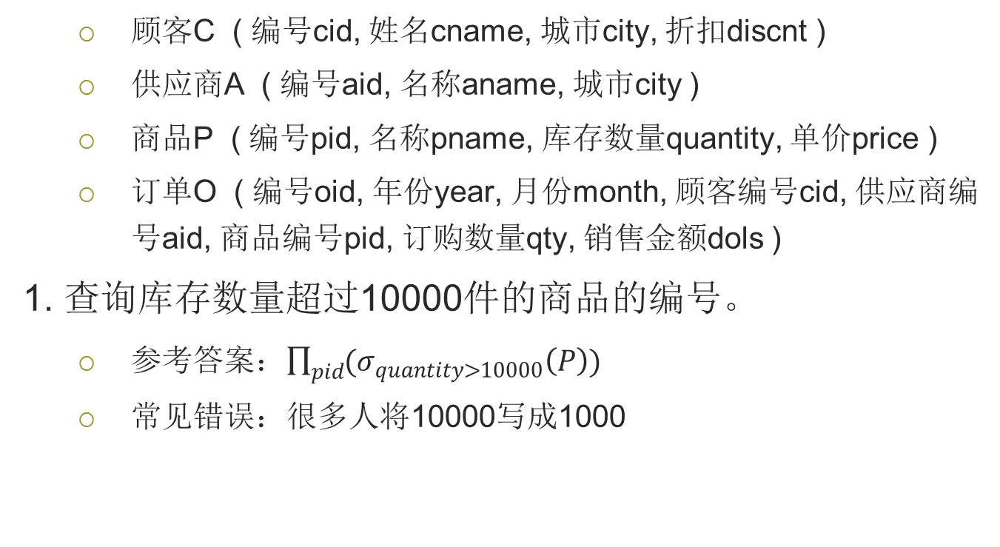 ○ 顾客C ( 编号cid, 姓名cname, 城市city, 折扣discnt )
○ 供应商A ( 编号aid, 名称aname, 城市city )
○ 商品P ( 编号pid, 名称pname, 库存数量quantity, 单价price )
○ 订单O ( 编号oid, 年份year, 月份month, 顾客编号cid, 供应商编
号aid, 商品编号pid, 订购数量qty, 销售金额dols )
1. 查询库存数量超过10000件的商品的编号。
○ 参考答案：∏pid(σquantity>10000(P))
○ 常见错误：很多人将10000写成1000